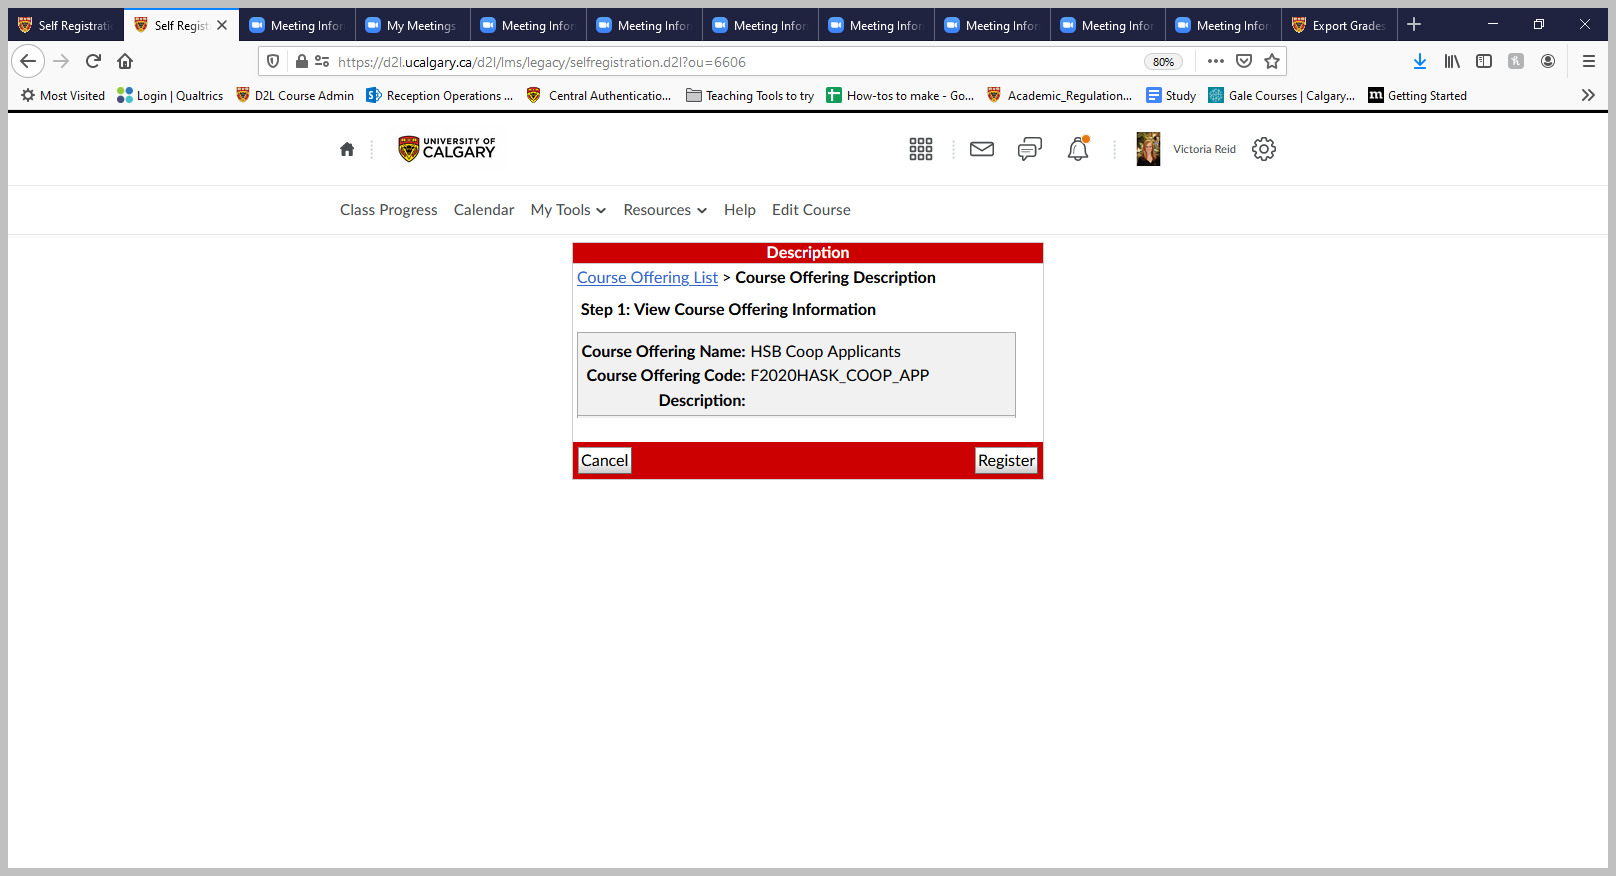 Self Registrati
Self Regist
Meeting Infor
My Meetings
Meeting Infor
Meeting Infor
Meeting Infor
Meeting Infor
Meeting Infor
Meeting Infor
Meeting Infor
Export Grades
https://d2l.ucalgary.ca/d2l/lms/legacy/selfregistration.d2l?ou=6606
80%
Most Visited
Login | Qualtrics
D2L Course Admin
Reception Operations ...
Central Authenticatio...
Teaching Tools to try
How-tos to make - Go...
Academic_Regulation...
Study
Gale Courses | Calgary...
Getting Started
UNIVERSITY OF
CALGARY
Victoria Reid
Class Progress
Calendar
My Tools
Resources
Help
Edit Course
Description
Course Offering List > Course Offering Description
Step 1: View Course Offering Information
Course Offering Name: HSB Coop Applicants
Course Offering Code: F2020HASK_COOP_APP
Description:
Cancel
Register